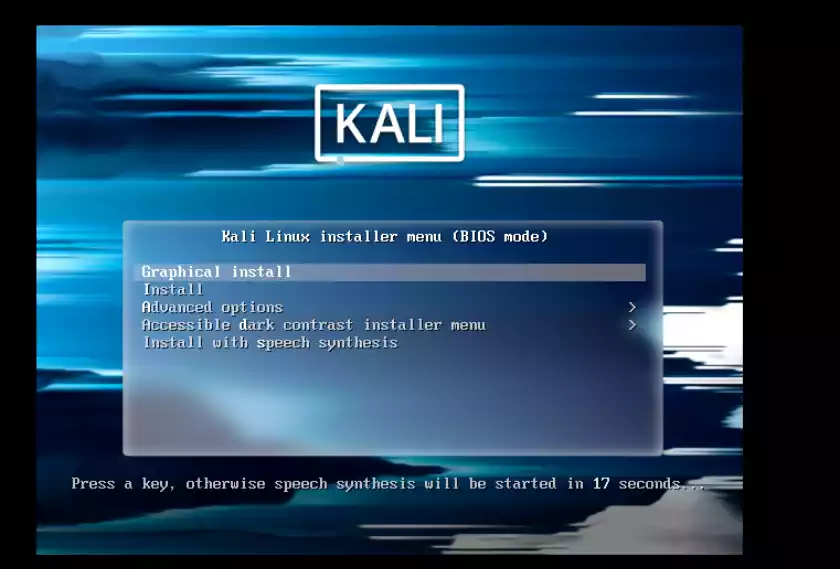 KALI
Kali Linux installer menu (BIOS mode)
Graphical install
Install
Advanced options >
Accessible dark contrast installer menu >
Install with speech synthesis
Press a key, otherwise speech synthesis will be started in 17 seconds...